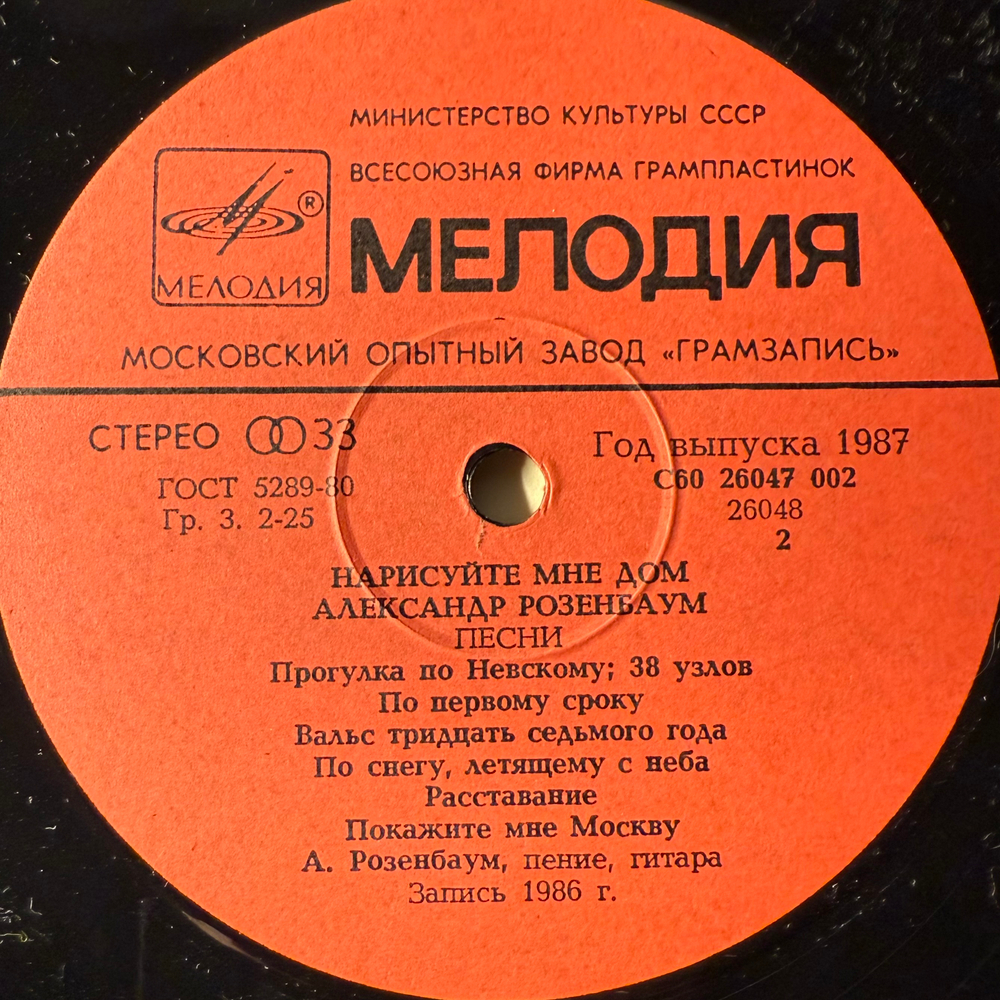 МИНИСТЕРСТВО КУЛЬТУРЫ СССР
ВСЕСОЮЗНАЯ ФИРМА ГРАМПЛАСТИНОК
®
МЕЛОДИЯ
МЕЛОДИЯ
МОСКОВСКИЙ ОПЫТНЫЙ ЗАВОД «ГРАМЗАПИСЬ»
СТЕРЕО 33
Год выпуска 1987
ГОСТ 5289-80
С60 26047 002
Гр. 3. 2-25
26048
2
НАРИСУЙТЕ МНЕ ДОМ
АЛЕКСАНДР РОЗЕНБАУМ
ПЕСНИ
Прогулка по Невскому; 38 узлов
По первому сроку
Вальс тридцать седьмого года
По снегу, летящему с неба
Расставание
Покажите мне Москву
А. Розенбаум, пение, гитара
Запись 1986 г.